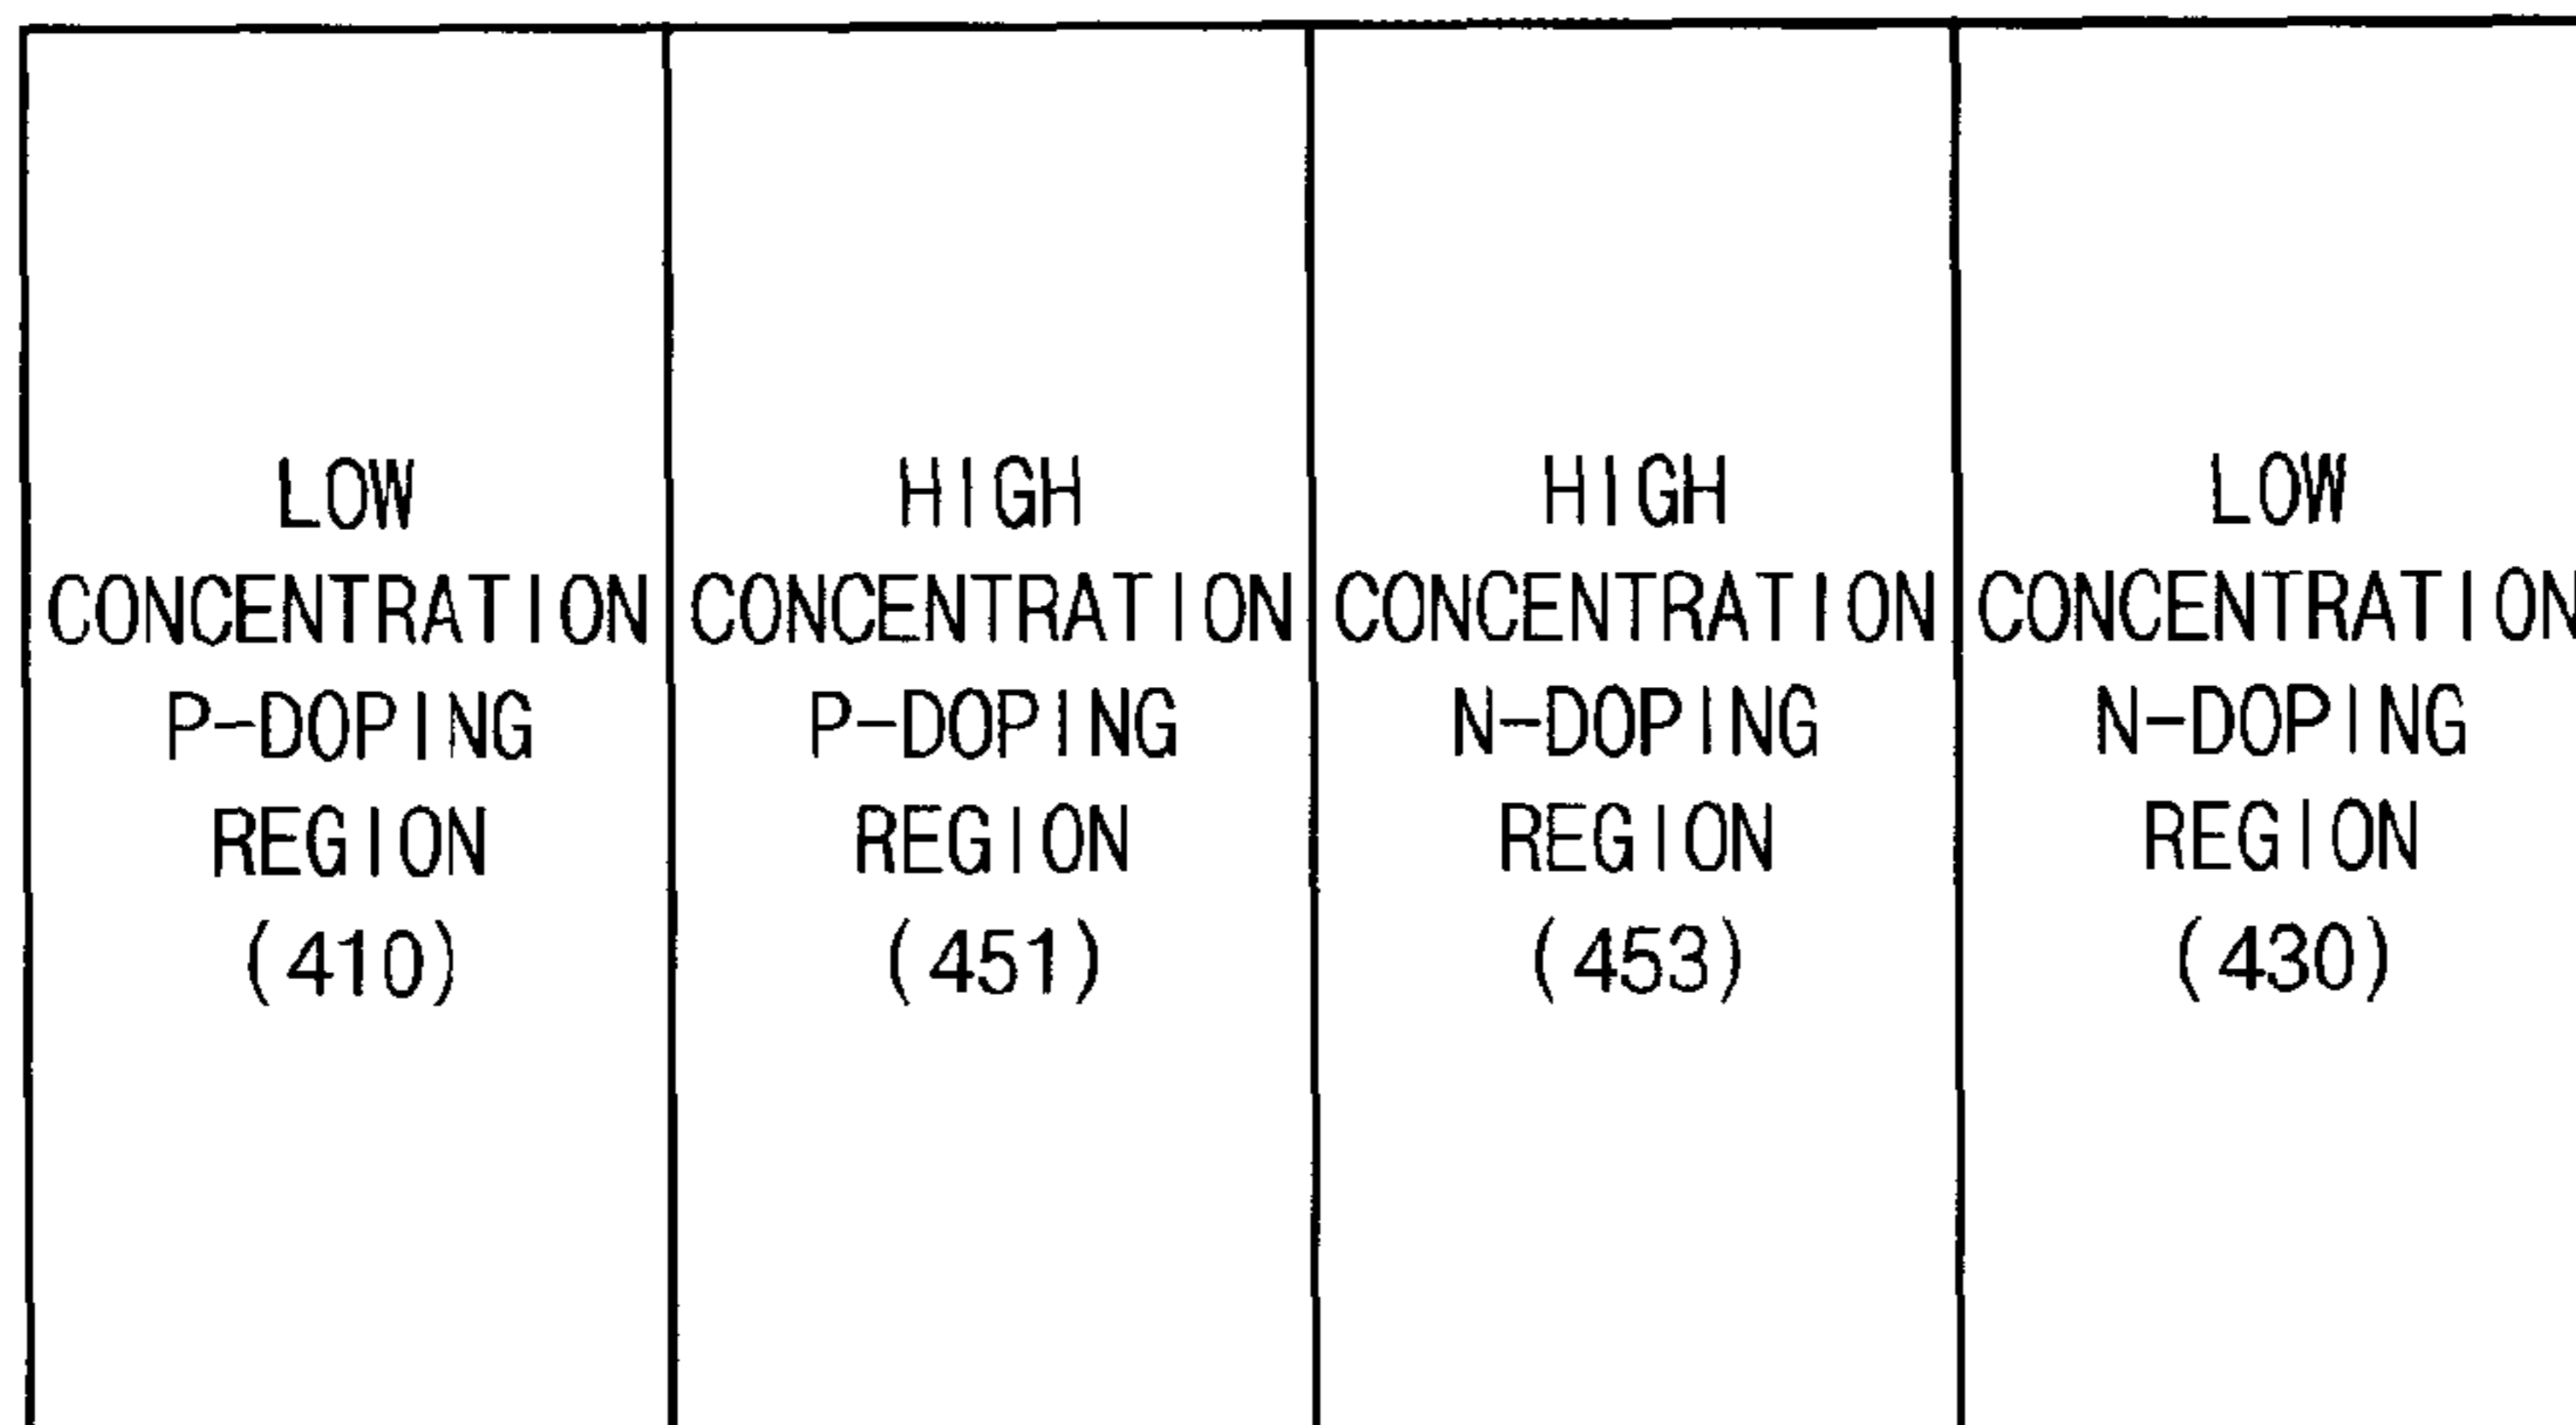 LOW
CONCENTRATION
P-DOPING
REGION
(410)
HIGH
CONCENTRATION
P-DOPING
REGION
(451)
HIGH
CONCENTRATION
N-DOPING
REGION
(453)
LOW
CONCENTRATION
N-DOPING
REGION
(430)